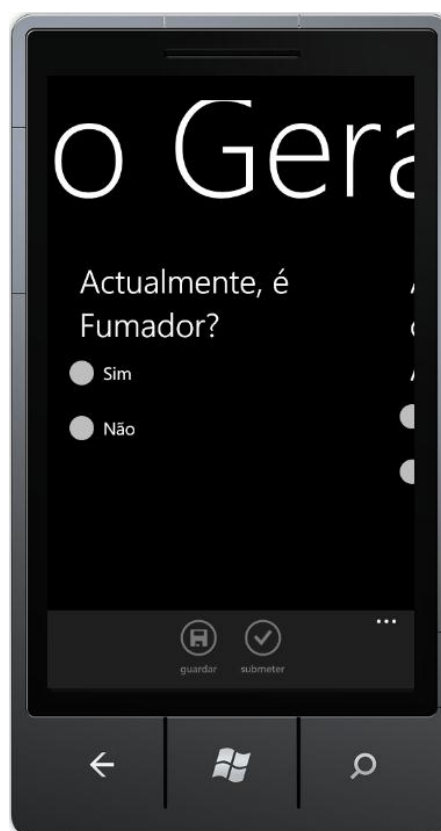 o Gera
Actualmente, é
Fumador?
Sim
Não
guardar
submeter